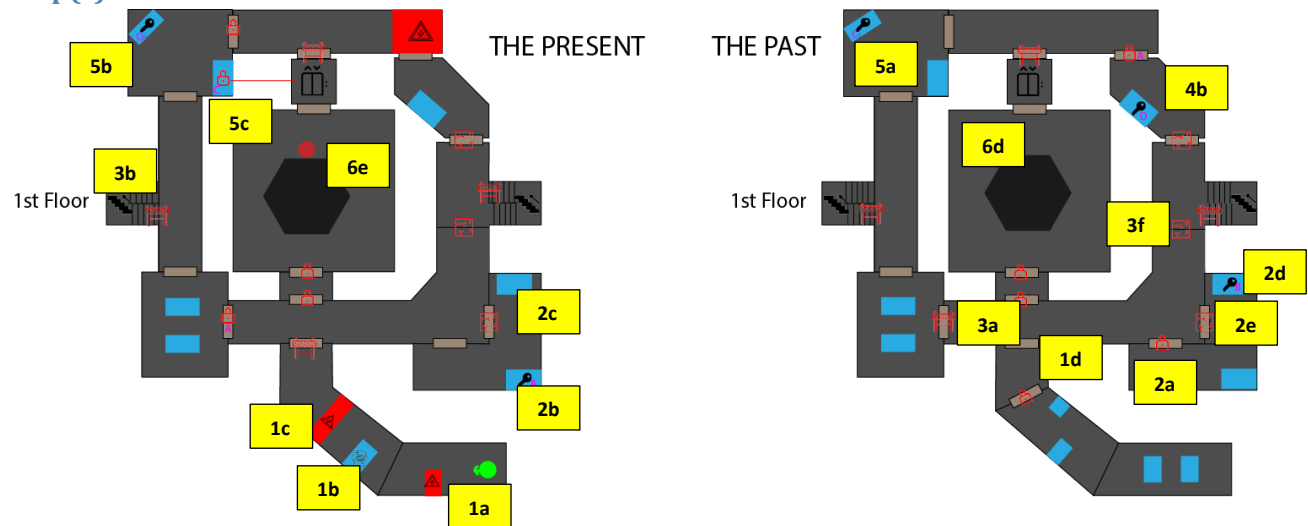 THE PRESENT
THE PAST
5b
5a
4b
5c
3b
6e
6d
1st Floor
1st Floor
3f
A
2c
2d
3a
2e
1d
2b
2a
1c
1b
1a
D
A